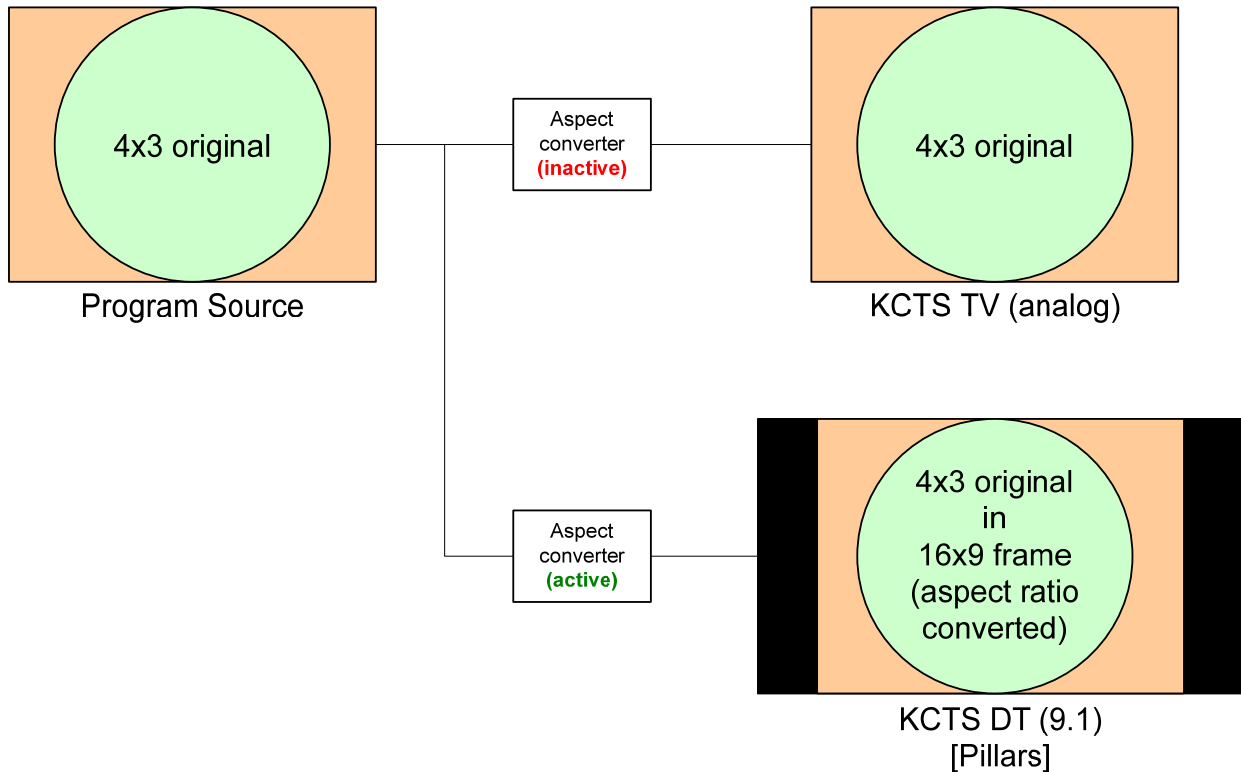 4x3 original
Program Source
Aspect
converter
(inactive)
4x3 original
KCTS TV (analog)
Aspect
converter
(active)
4x3 original
in
16x9 frame
(aspect ratio
converted)
KCTS DT (9.1)
[Pillars]